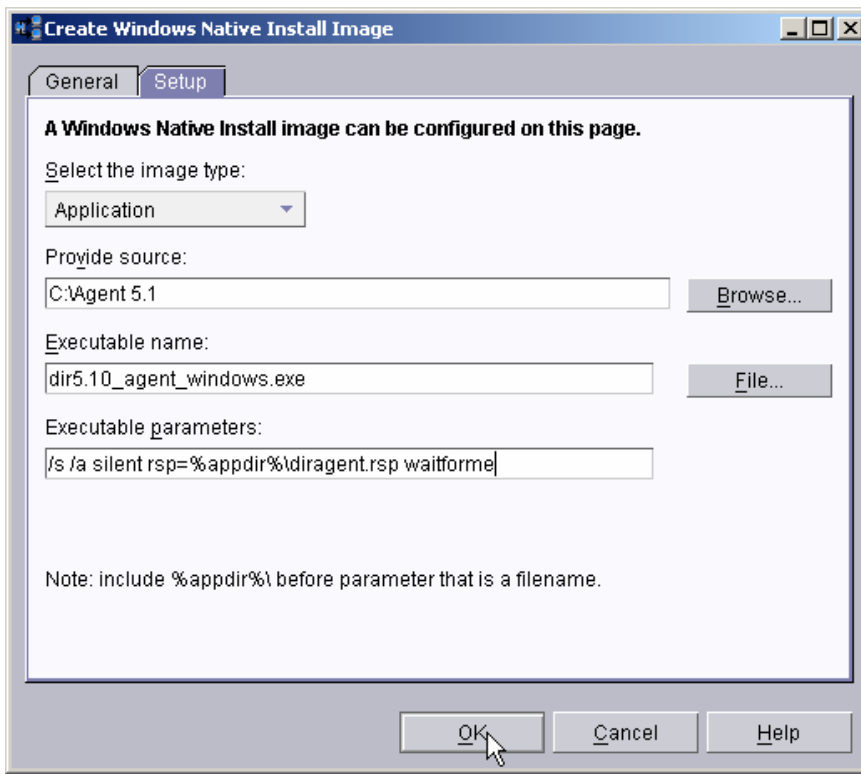 Create Windows Native Install Image
General Setup
A Windows Native Install image can be configured on this page.
Select the image type:
Application
Provide source:
C:\Agent 5.1
Browse...
Executable name:
dir5.10_agent_windows.exe
File...
Executable parameters:
/s /a silent rsp=%appdir%\diragent.rsp waitforme
Note: include %appdir%\ before parameter that is a filename.
OK Cancel Help